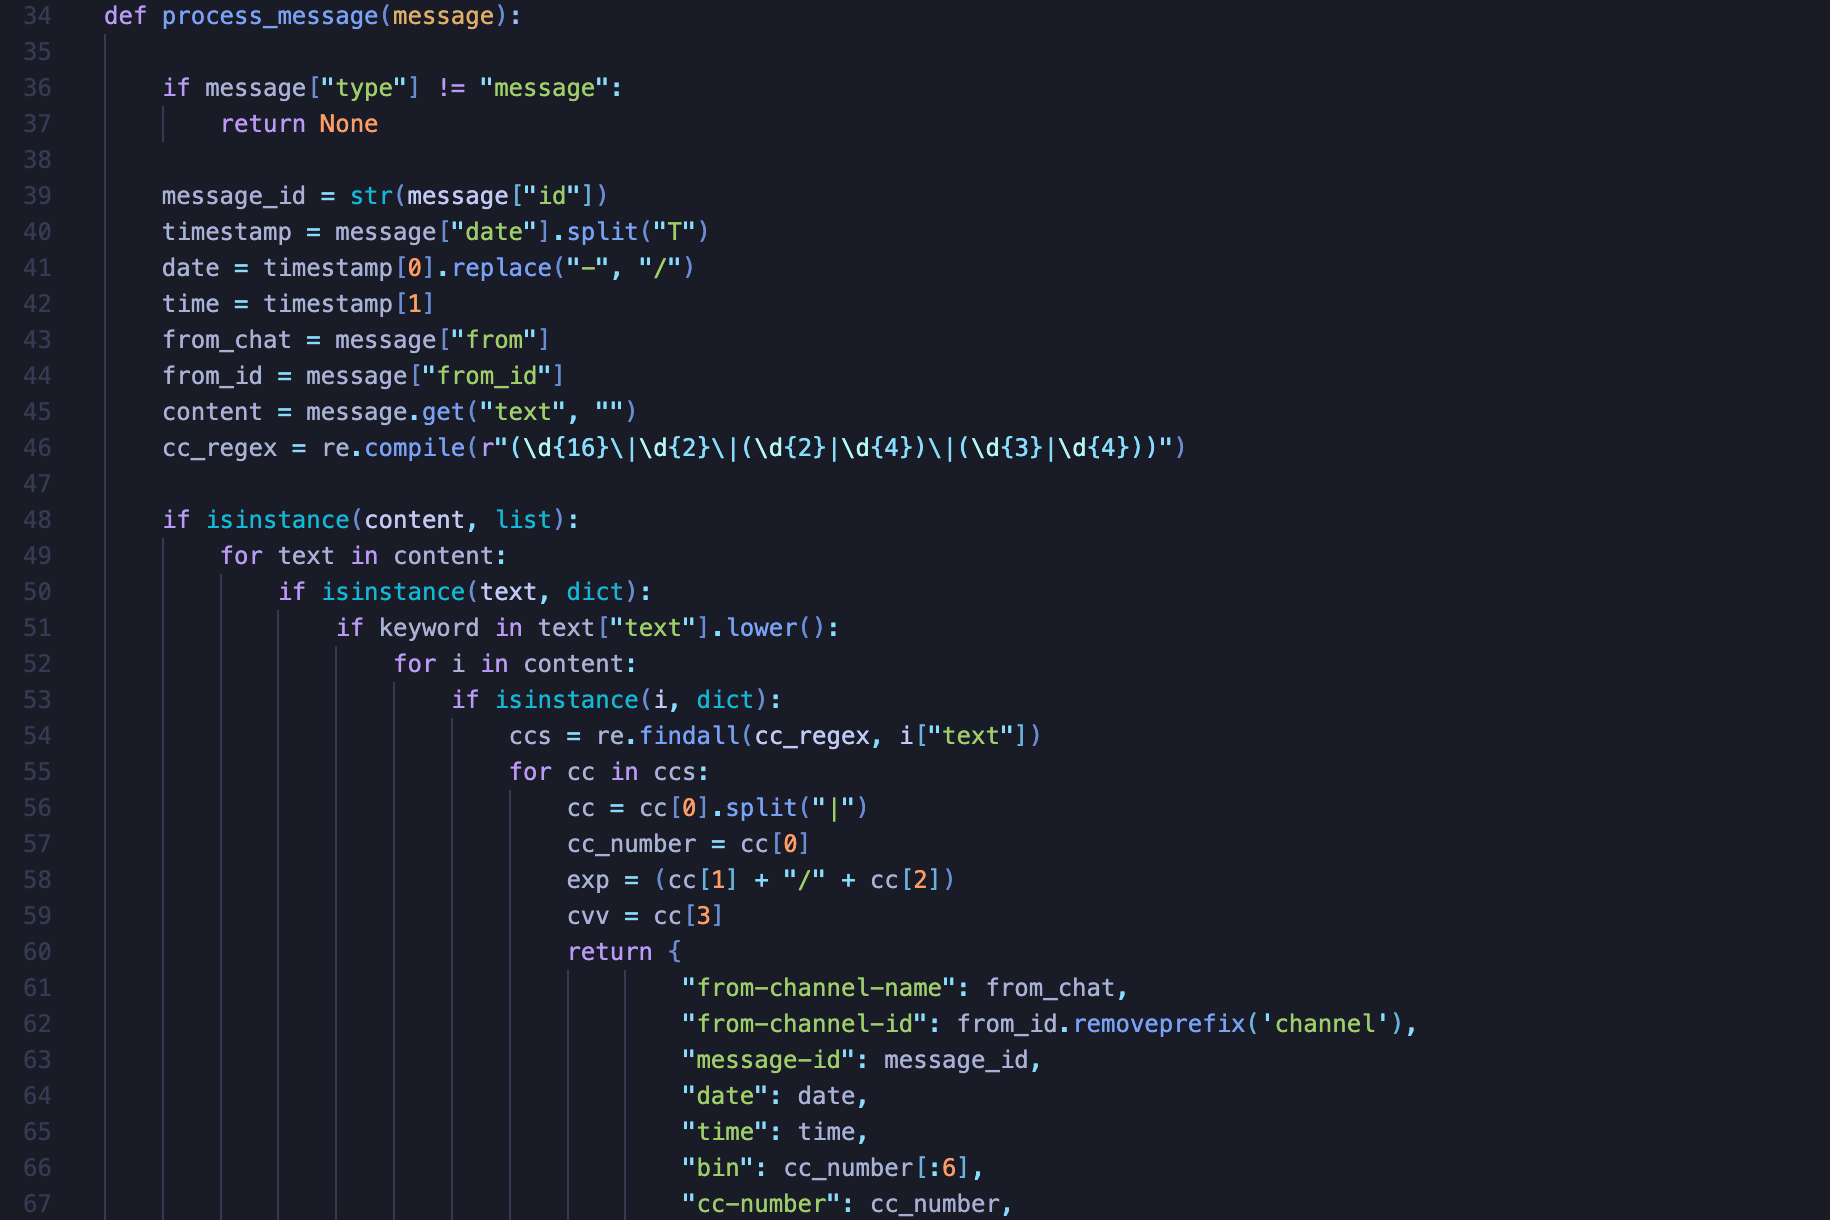 34 def process_message(message):
35
36 if message["type"] != "message":
37 return None
38
39 message_id = str(message["id"])
40 timestamp = message["date"].split("T")
41 date = timestamp[0].replace("-", "/")
42 time = timestamp[1]
43 from_chat = message["from"]
44 from_id = message["from_id"]
45 content = message.get("text", "")
46 cc_regex = re.compile(r"(\d{16}\|\d{2}\|(\d{2}|\d{4})\|(\d{3}|\d{4}))")
47
48 if isinstance(content, list):
49 for text in content:
50 if isinstance(text, dict):
51 if keyword in text["text"].lower():
52 for i in content:
53 if isinstance(i, dict):
54 ccs = re.findall(cc_regex, i["text"])
55 for cc in ccs:
56 cc = cc[0].split("|")
57 cc_number = cc[0]
58 exp = (cc[1] + "/" + cc[2])
59 cvv = cc[3]
60 return {
61 "from-channel-name": from_chat,
62 "from-channel-id": from_id.removeprefix('channel'),
63 "message-id": message_id,
64 "date": date,
65 "time": time,
66 "bin": cc_number[:6],
67 "cc-number": cc_number,